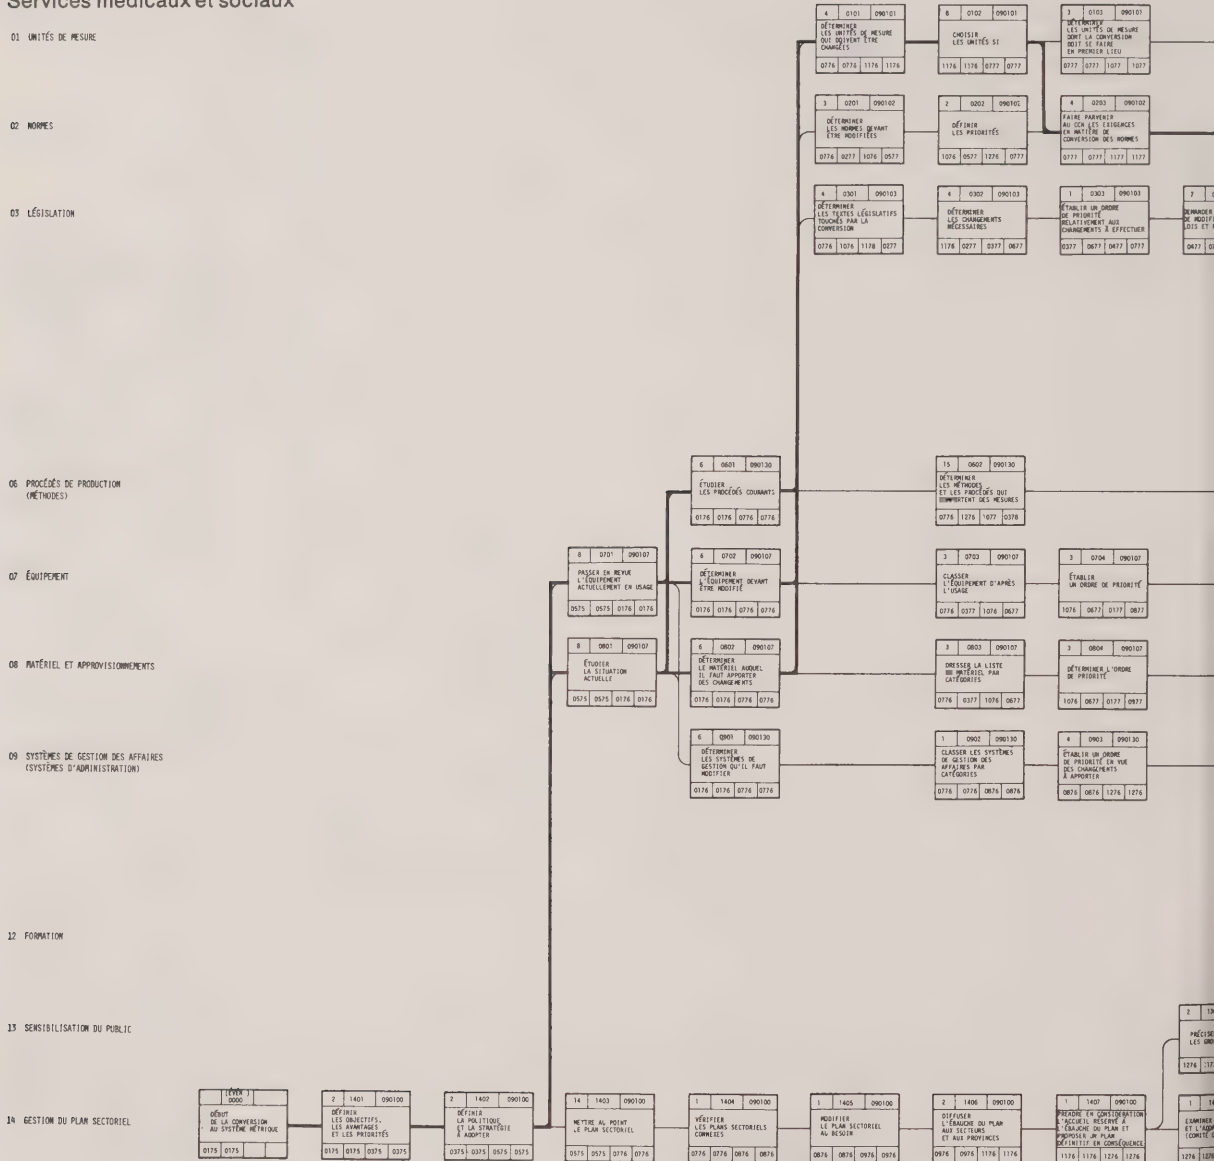 Services médicaux et sociaux
01 UNITÉS DE MESURE
4 0101 090101
DÉTERMINER
LES UNITÉS DE MESURE
QUI DOIVENT ÊTRE
CHANGÉES
0776 0776 1176 1176
8 0102 090101
CHOISIR
LES UNITÉS SI
1176 1176 0777 0777
3 0103 090101
DÉTERMINER
LES UNITÉS DE MESURE
DONT LA CONVERSION
DOIT SE FAIRE
EN PREMIER LIEU
0777 0777 1077 1077
02 NORMES
3 0201 090102
DÉTERMINER
LES NORMES DEVANT
ÊTRE MODIFIÉES
0776 0277 1076 0577
2 0202 090102
DÉFINIR
LES PRIORITÉS
1076 0577 1276 0777
4 0203 090102
FAIRE PARVENIR
AU CCN LES EXIGENCES
EN MATIÈRE DE
CONVERSION DES NORMES
0777 0777 1177 1177
03 LÉGISLATION
4 0301 090103
DÉTERMINER
LES TEXTES LÉGISLATIFS
TOUCHÉS PAR LA
CONVERSION
0776 1076 1178 0277
4 0302 090103
DÉTERMINER
LES CHANGEMENTS
NÉCESSAIRES
1176 0277 0377 0677
1 0303 090103
ÉTABLIR UN ORDRE
DE PRIORITÉ
RELATIVEMENT AUX
CHANGEMENTS À EFFECTUER
0377 0677 0477 0777
DEMANDER
DE MODIF
LOIS ET
0477
06 PROCÉDÉS DE PRODUCTION
(MÉTHODES)
6 0601 090130
ÉTUDIER
LES PROCÉDÉS COURANTS
0176 0176 0776 0776
15 0602 090130
DÉTERMINER
LES MÉTHODES
ET LES PROCÉDÉS QUI
DES MESURES
0776 1276 1077 0378
07 ÉQUIPEMENT
8 0701 090107
PASSER EN REVUE
L'ÉQUIPEMENT
ACTUELLEMENT EN USAGE
0575 0575 0176 0176
6 0702 090107
DÉTERMINER
L'ÉQUIPEMENT DEVANT
ÊTRE MODIFIÉ
0176 0176 0776 0776
3 0703 090107
CLASSER
L'ÉQUIPEMENT D'APRÈS
L'USAGE
0776 0377 1076 0677
3 0704 090107
ÉTABLIR
UN ORDRE DE PRIORITÉ
1076 0677 0177 0877
08 MATÉRIEL ET APPROVISIONNEMENTS
8 0801 090107
ÉTUDIER
LA SITUATION
ACTUELLE
0575 0575 0176 0176
6 0802 090107
DÉTERMINER
LE MATÉRIEL AUQUEL
IL FAUT APPORTER
DES CHANGEMENTS
0176 0176 0776 0776
3 0803 090107
DRESSER LA LISTE
MATÉRIEL PAR
CATÉGORIES
0776 0377 1076 0677
3 0804 090107
DÉTERMINER L'ORDRE
DE PRIORITÉ
1076 0677 0177 0977
09 SYSTÈMES DE GESTION DES AFFAIRES
(SYSTÈMES D'ADMINISTRATION)
6 0901 090130
DÉTERMINER
LES SYSTÈMES DE
GESTION QU'IL FAUT
MODIFIER
0176 0176 0776 0776
1 0902 090130
CLASSER LES SYSTÈMES
DE GESTION DES
AFFAIRES PAR
CATÉGORIES
0776 0776 0876 0876
4 0903 090130
ÉTABLIR UN ORDRE
DE PRIORITÉ EN VUE
DES CHANGEMENTS
À APPORTER
0876 0876 1276 1276
12 FORMATION
13 SENSIBILISATION DU PUBLIC
2
PRÉCISE
LES
1276
14 GESTION DU PLAN SECTORIEL
(ÉVÉN )
0000
DÉBUT
DE LA CONVERSION
AU SYSTÈME MÉTRIQUE
0175 0175
2 1401 090100
DÉFINIR
LES OBJECTIFS,
LES AVANTAGES
ET LES PRIORITÉS
0175 0175 0375 0375
2 1402 090100
DÉFINIR
LA POLITIQUE
ET LA STRATÉGIE
À ADOPTER
0375 0375 0575 0575
14 1403 090100
METTRE AU POINT
LE PLAN SECTORIEL
0575 0575 0776 0776
1 1404 090100
VÉRIFIER
LES PLANS SECTORIELS
CONNEXES
0776 0776 0876 0876
1 1405 090100
MODIFIER
LE PLAN SECTORIEL
AU BESOIN
0876 0876 0976 0976
2 1406 090100
DIFFUSER
L'ÉBAUCHE DU PLAN
AUX SECTEURS
ET AUX PROVINCES
0976 0976 1176 1176
1 1407 090100
PRENDRE EN CONSIDÉRATION
L'ACCUEIL RÉSERVÉ À
L'ÉBAUCHE DU PLAN ET
PROPOSER UN PLAN
DÉFINITIF EN CONSÉQUENCE
1176 1176 1276 1276
1
EXAMINER
ET L'ADOP
(COMITÉ
1276